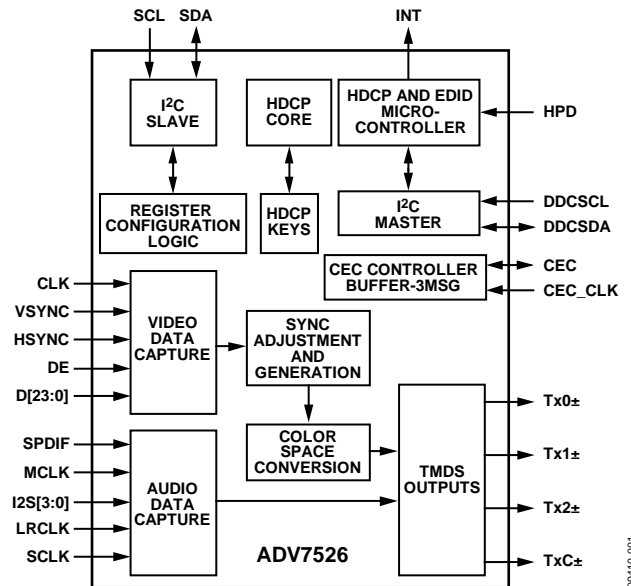 SCL SDA INT
I²C
SLAVE
HDCP
CORE
HDCP AND EDID
MICRO-
CONTROLLER
HPD
REGISTER
CONFIGURATION
LOGIC
HDCP
KEYS
I²C
MASTER
DDCSCL
DDCSDA
CEC CONTROLLER
BUFFER-3MSG
CEC
CEC_CLK
CLK
VSYNC
HSYNC
DE
D[23:0]
VIDEO
DATA
CAPTURE
SYNC
ADJUSTMENT
AND
GENERATION
COLOR
SPACE
CONVERSION
TMDS
OUTPUTS
Tx0±
Tx1±
Tx2±
TxC±
SPDIF
MCLK
I2S[3:0]
LRCLK
SCLK
AUDIO
DATA
CAPTURE
ADV7526